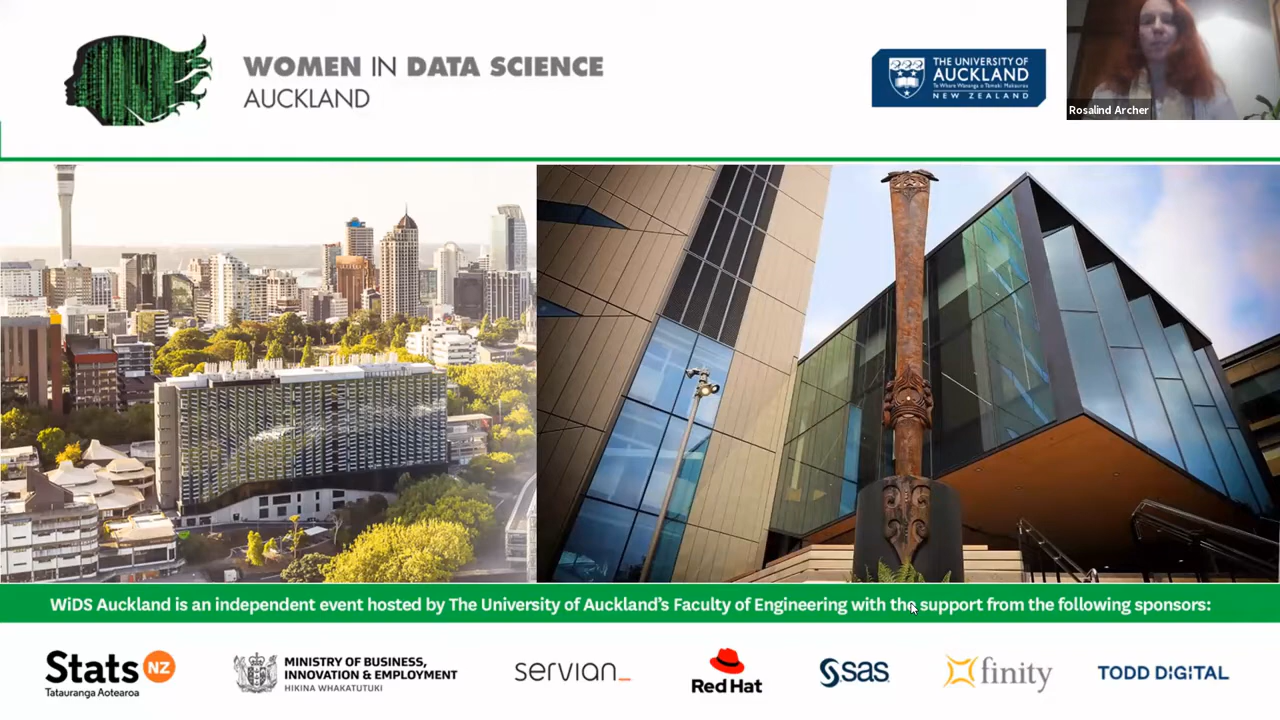 WOMEN IN DATA SCIENCE
AUCKLAND
THE UNIVERSITY OF
AUCKLAND
Te Whare Wānanga o Tāmaki Makaurau
NEW ZEALAND
Rosalind Archer
WiDS Auckland is an independent event hosted by The University of Auckland's Faculty of Engineering with the support from the following sponsors:
Stats NZ
Tatauranga Aotearoa
MINISTRY OF BUSINESS,
INNOVATION & EMPLOYMENT
HIKINA WHAKATUTUKI
servian_
Red Hat
sas
finity
TODD DIGITAL